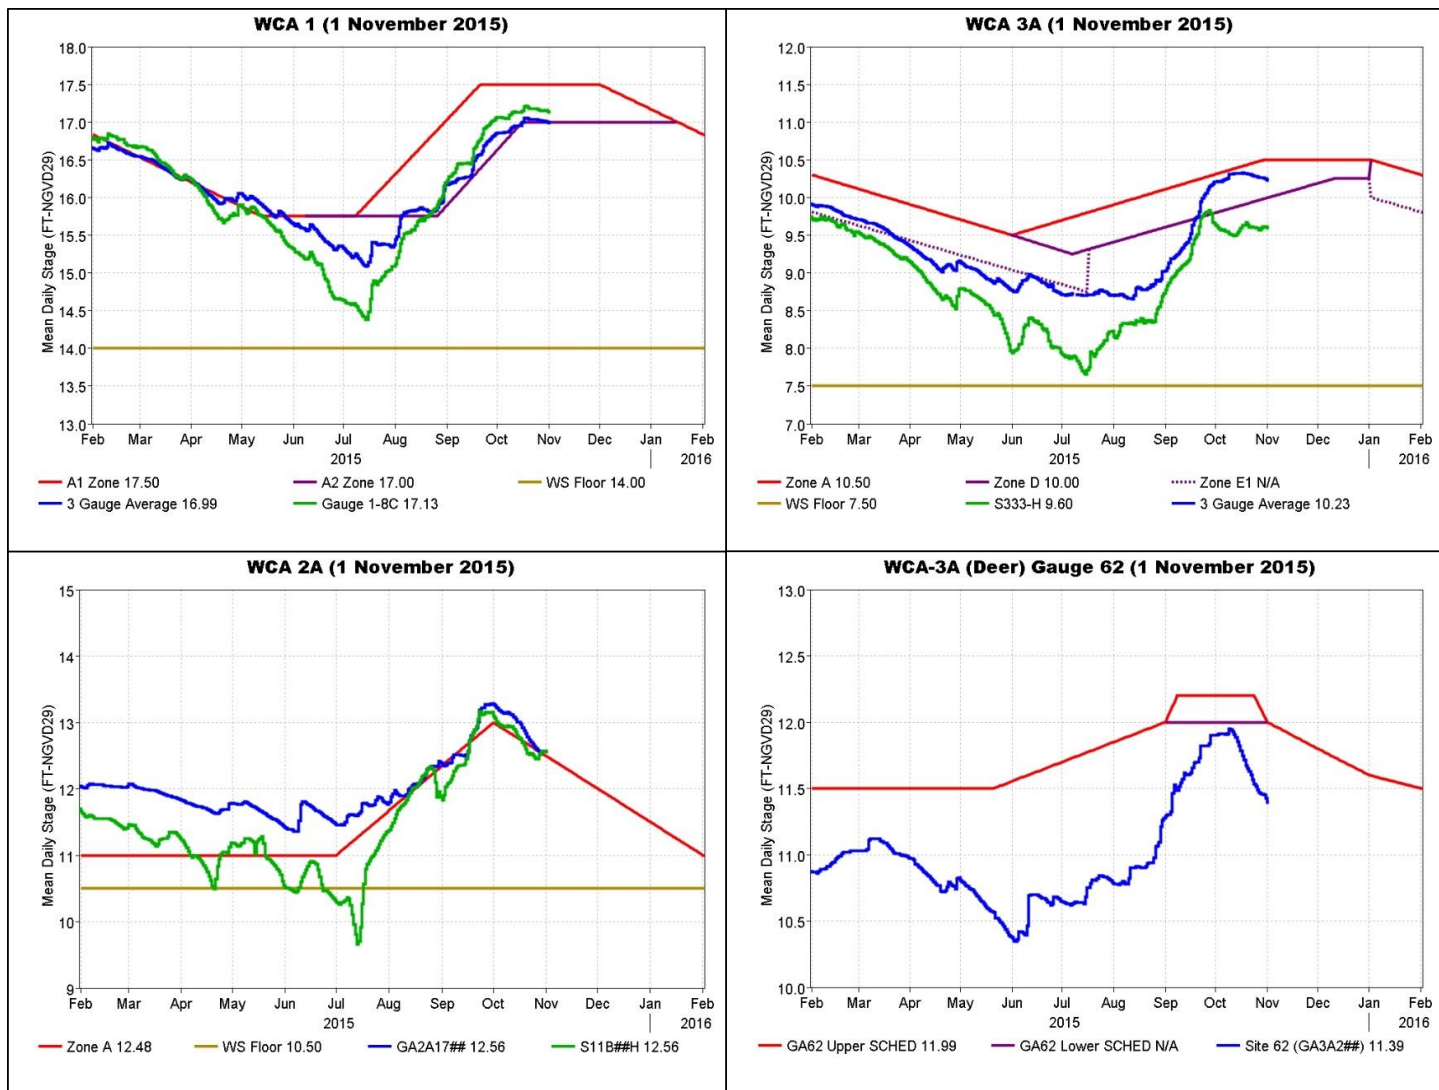 WCA 1 (1 November 2015)
Mean Daily Stage (FT-NGVD29)
18.0
17.5
17.0
16.5
16.0
15.5
15.0
14.5
14.0
13.5
13.0
Feb Mar Apr May Jun Jul Aug Sep Oct Nov Dec Jan Feb
2015 2016
A1 Zone 17.50 A2 Zone 17.00 WS Floor 14.00
3 Gauge Average 16.99 Gauge 1-8C 17.13
WCA 3A (1 November 2015)
Mean Daily Stage (FT-NGVD29)
12.0
11.5
11.0
10.5
10.0
9.5
9.0
8.5
8.0
7.5
7.0
Feb Mar Apr May Jun Jul Aug Sep Oct Nov Dec Jan Feb
2015 2016
Zone A 10.50 Zone D 10.00 Zone E1 N/A
WS Floor 7.50 S333-H 9.60 3 Gauge Average 10.23
WCA 2A (1 November 2015)
Mean Daily Stage (FT-NGVD29)
15
14
13
12
11
10
9
Feb Mar Apr May Jun Jul Aug Sep Oct Nov Dec Jan Feb
2015 2016
Zone A 12.48 WS Floor 10.50 GA2A17## 12.56 S11B##H 12.56
WCA-3A (Deer) Gauge 62 (1 November 2015)
Mean Daily Stage (FT-NGVD29)
13.0
12.5
12.0
11.5
11.0
10.5
10.0
Feb Mar Apr May Jun Jul Aug Sep Oct Nov Dec Jan Feb
2015 2016
GA62 Upper SCHED 11.99 GA62 Lower SCHED N/A Site 62 (GA3A2##) 11.39